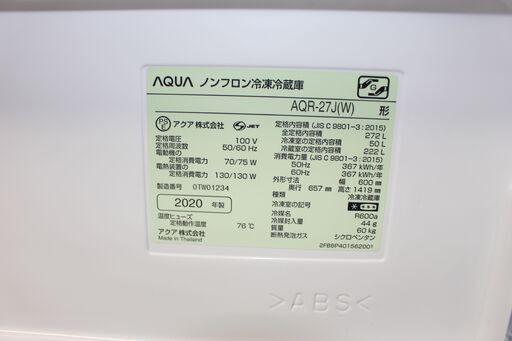 AQUA ノンフロン冷凍冷蔵庫
AQR-27J(W) 形
PS E アクア株式会社 JET
定格電圧 100 V
定格周波数 50/60 Hz
電動機の
定格消費電力 70/75 W
電熱装置の
定格消費電力 130/130 W
製造番号 0TW01234
2020 年製
温度ヒューズ
定格動作温度 76℃
アクア株式会社
Made in Thailand
G
定格内容積 (JIS C 9801-3:2015)
全定格内容積 272 L
冷凍室の定格内容積 50 L
冷蔵室の定格内容積 222 L
消費電力量 (JIS C 9801-3:2015)
50Hz 367 kWh/年
60Hz 367 kWh/年
外形寸法 幅 600 mm
奥行 657 mm 高さ 1419 mm
種類 冷凍冷蔵庫
冷凍室の記号
冷媒名 R600a
冷媒封入量 44 g
質量 60 kg
断熱発泡ガス シクロペンタン
2FB6P401562001
>ABS<